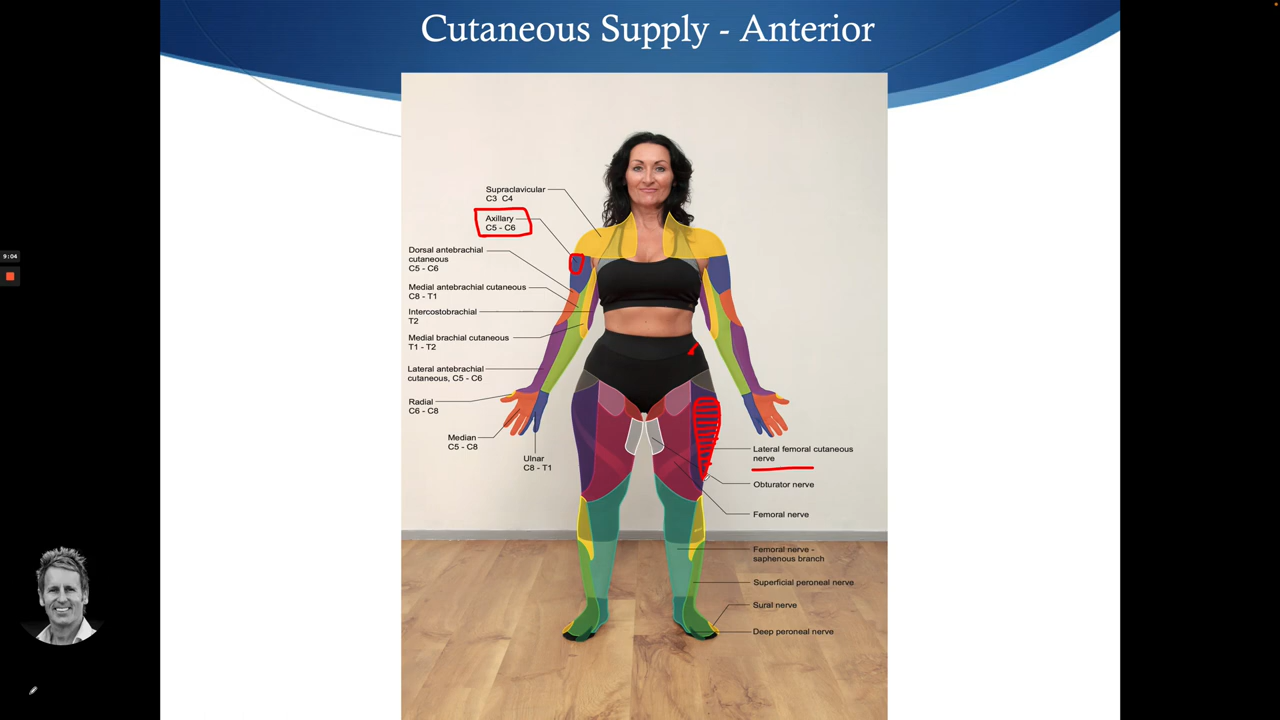 Cutaneous Supply - Anterior
9:04
Supraclavicular
C3 C4
Axillary
C5 - C6
Dorsal antebrachial
cutaneous
C5 - C6
Medial antebrachial cutaneous
C8 - T1
Intercostobrachial
T2
Medial brachial cutaneous
T1 - T2
Lateral antebrachial
cutaneous, C5 - C6
Radial
C6 - C8
Median
C5 - C8
Ulnar
C8 - T1
Lateral femoral cutaneous
nerve
Obturator nerve
Femoral nerve
Femoral nerve -
saphenous branch
Superficial peroneal nerve
Sural nerve
Deep peroneal nerve